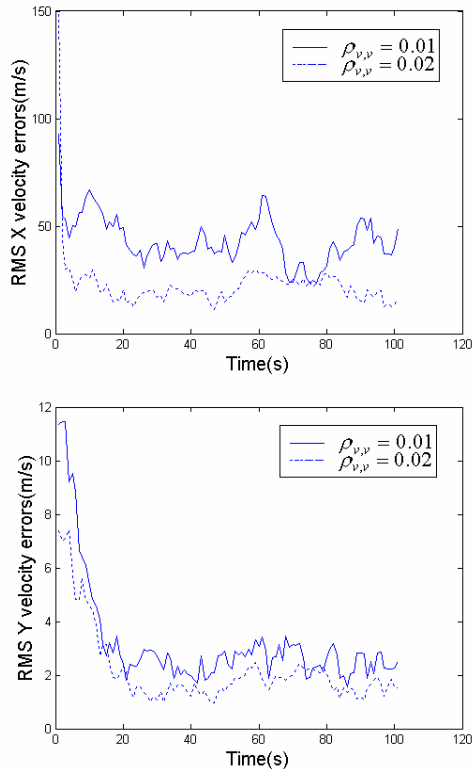 150
100
50
0
RMS X velocity errors(m/s)
ρv,v = 0.01
ρv,v = 0.02
0 20 40 60 80 100 120
Time(s)
12
10
8
6
4
2
0
RMS Y velocity errors(m/s)
ρv,v = 0.01
ρv,v = 0.02
0 20 40 60 80 100 120
Time(s)